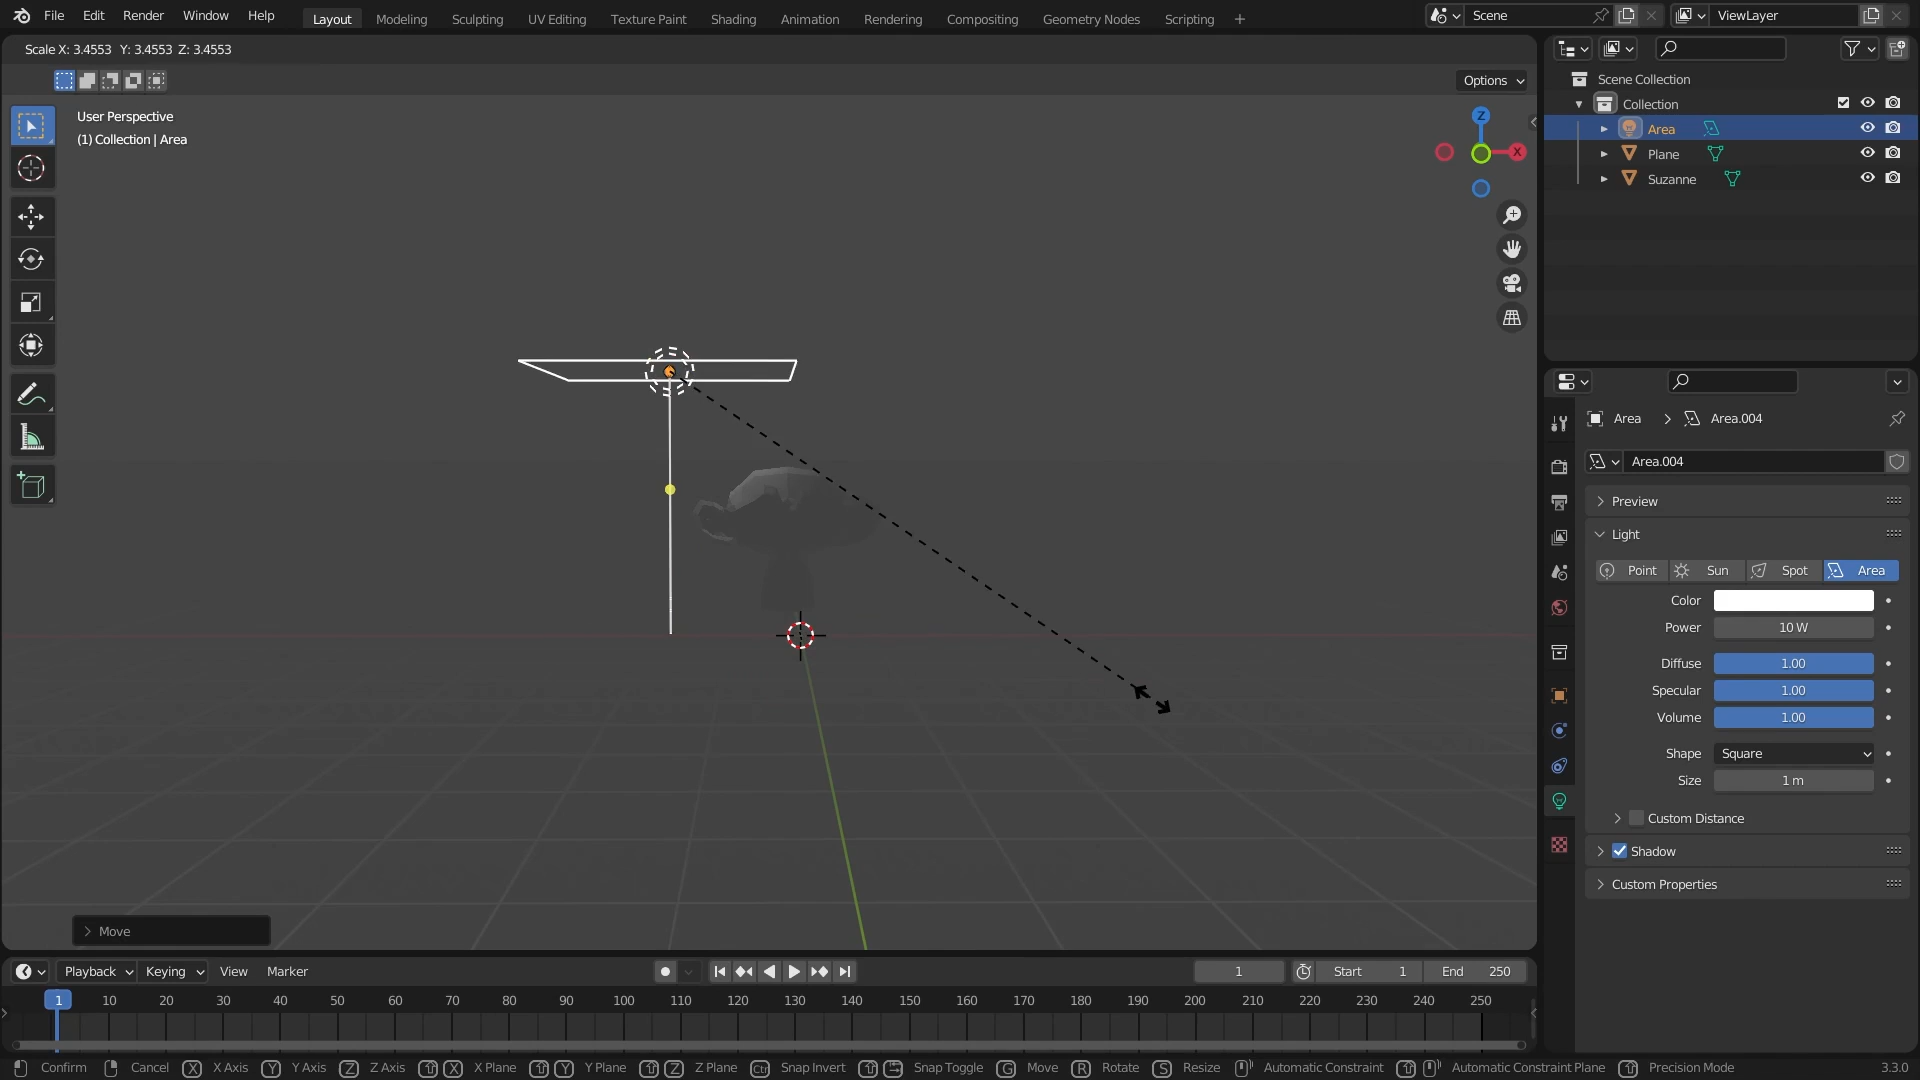 File Edit Render Window Help
Layout Modeling Sculpting UV Editing Texture Paint Shading Animation Rendering Compositing Geometry Nodes Scripting +
Scene
ViewLayer
Scale X: 3.4553 Y: 3.4553 Z: 3.4553
Options
User Perspective
(1) Collection | Area
Z
X
Scene Collection
Collection
Area
Plane
Suzanne
Area > Area.004
Area.004
Preview
Light
Point Sun Spot Area
Color
Power 10 W
Diffuse 1.00
Specular 1.00
Volume 1.00
Shape Square
Size 1 m
Custom Distance
Shadow
Custom Properties
Move
Playback Keying View Marker
1
Start 1
End 250
1 10 20 30 40 50 60 70 80 90 100 110 120 130 140 150 160 170 180 190 200 210 220 230 240 250
Confirm Cancel X X Axis Y Y Axis Z Z Axis X X Plane Y Y Plane Z Z Plane Ctrl Snap Invert Snap Toggle G Move R Rotate S Resize Automatic Constraint Automatic Constraint Plane Precision Mode 3.3.0